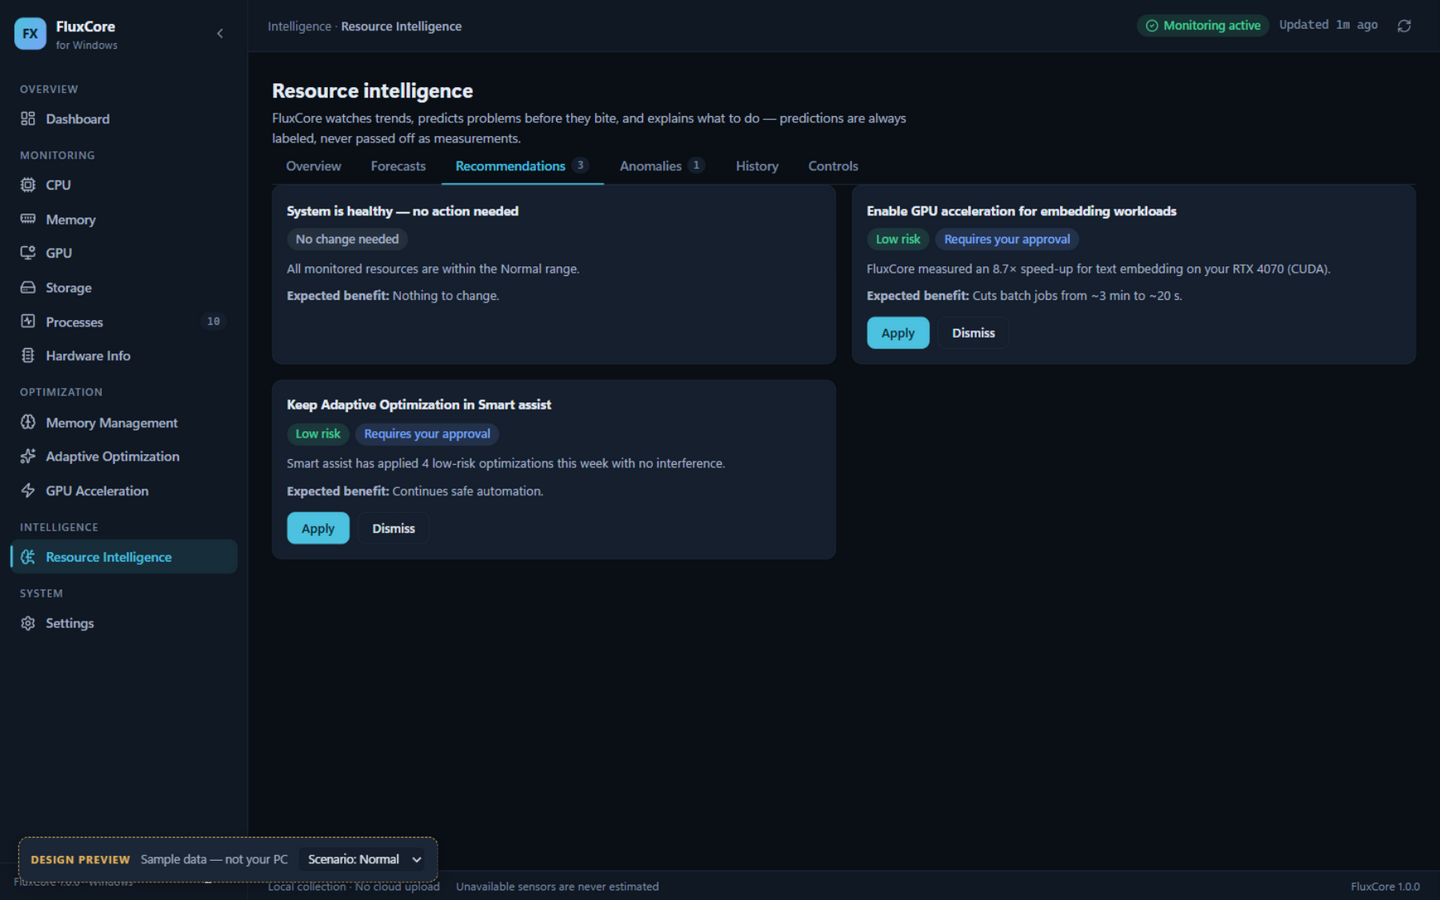 FX
FluxCore
for Windows
OVERVIEW
Dashboard
MONITORING
CPU
Memory
GPU
Storage
Processes 10
Hardware Info
OPTIMIZATION
Memory Management
Adaptive Optimization
GPU Acceleration
INTELLIGENCE
Resource Intelligence
SYSTEM
Settings
Intelligence · Resource Intelligence
Monitoring active
Updated 1m ago
Resource intelligence
FluxCore watches trends, predicts problems before they bite, and explains what to do — predictions are always
labeled, never passed off as measurements.
Overview Forecasts Recommendations 3 Anomalies 1 History Controls
System is healthy — no action needed
No change needed
All monitored resources are within the Normal range.
Expected benefit: Nothing to change.
Enable GPU acceleration for embedding workloads
Low risk Requires your approval
FluxCore measured an 8.7× speed-up for text embedding on your RTX 4070 (CUDA).
Expected benefit: Cuts batch jobs from ~3 min to ~20 s.
Apply Dismiss
Keep Adaptive Optimization in Smart assist
Low risk Requires your approval
Smart assist has applied 4 low-risk optimizations this week with no interference.
Expected benefit: Continues safe automation.
Apply Dismiss
DESIGN PREVIEW Sample data — not your PC Scenario: Normal
FluxCore 1.0.0 · Windows
Local collection · No cloud upload Unavailable sensors are never estimated
FluxCore 1.0.0